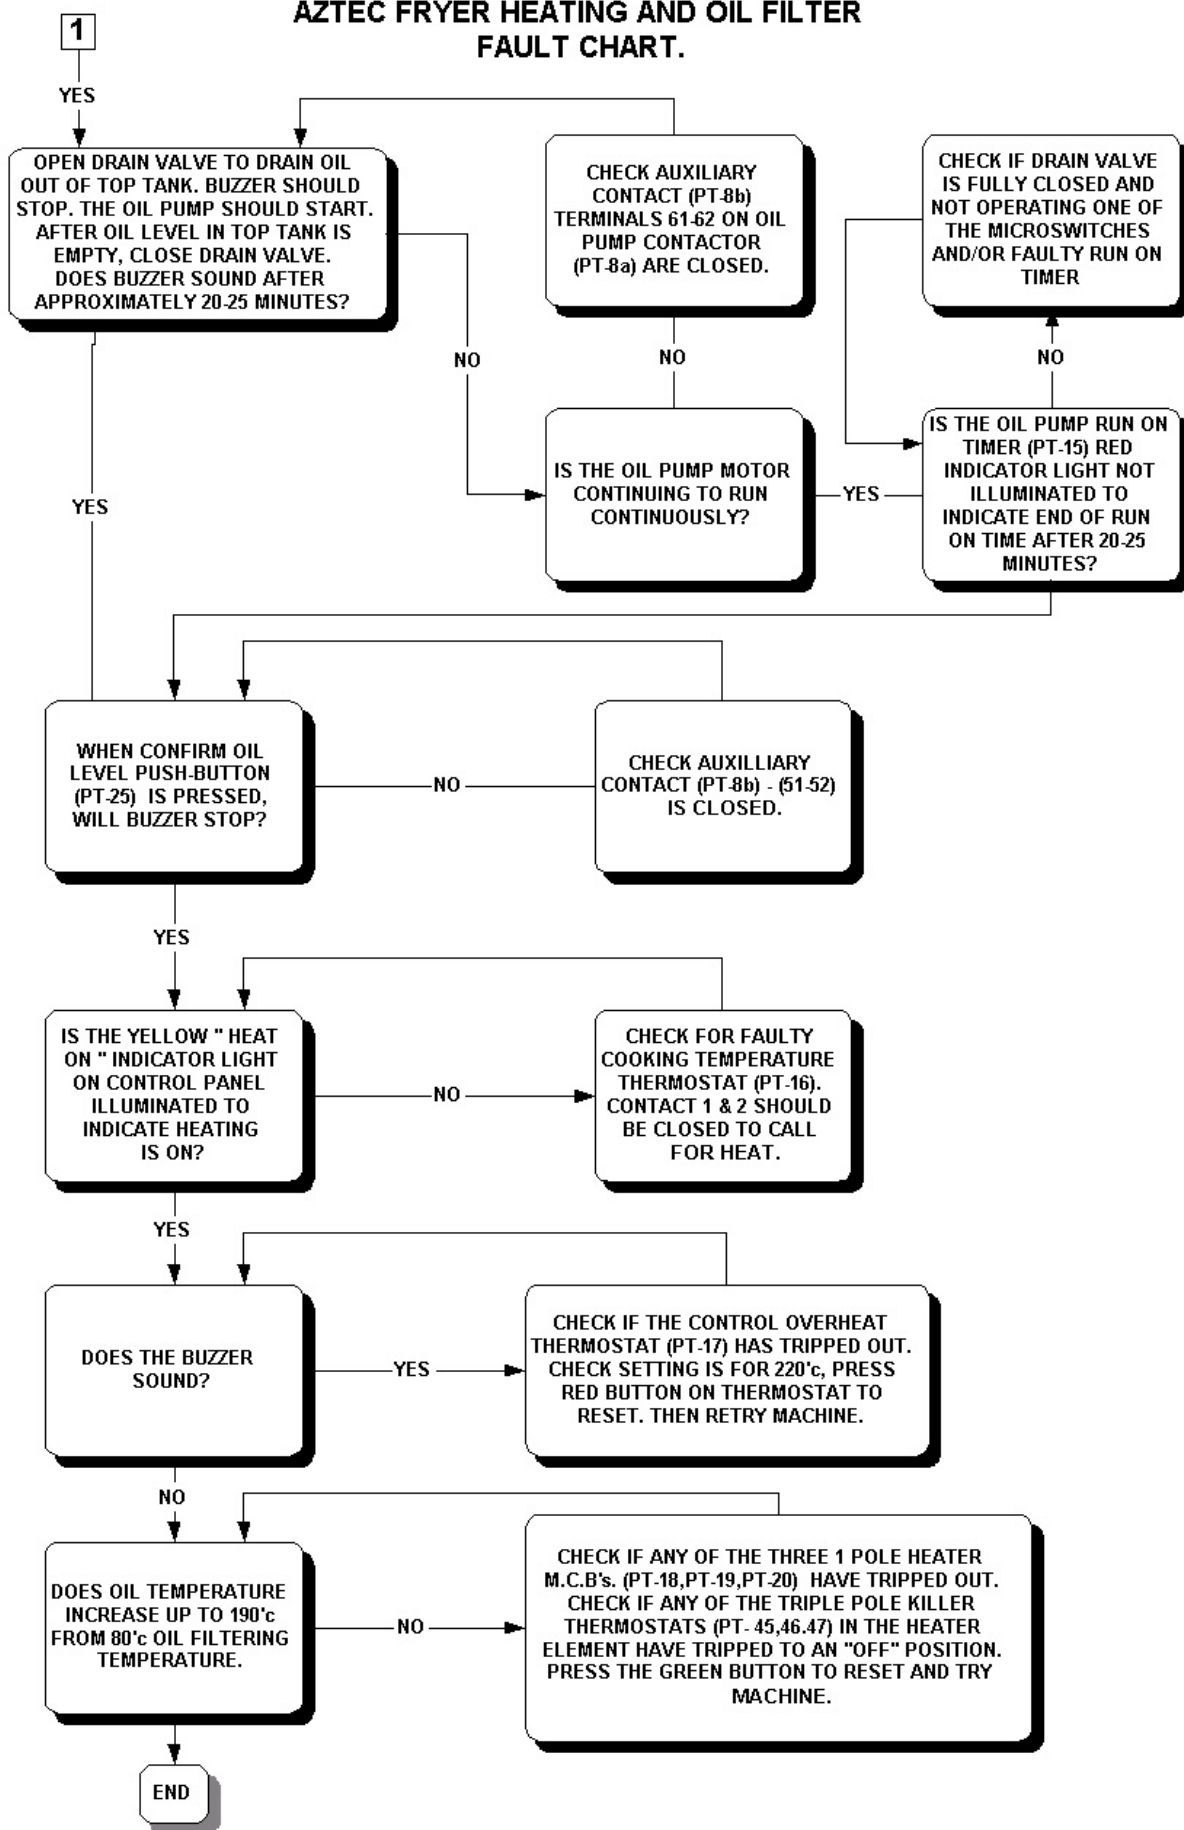 AZTEC FRYER HEATING AND OIL FILTER
FAULT CHART.
1
YES
OPEN DRAIN VALVE TO DRAIN OIL
OUT OF TOP TANK. BUZZER SHOULD
STOP. THE OIL PUMP SHOULD START.
AFTER OIL LEVEL IN TOP TANK IS
EMPTY, CLOSE DRAIN VALVE.
DOES BUZZER SOUND AFTER
APPROXIMATELY 20-25 MINUTES?
CHECK AUXILIARY
CONTACT (PT-8b)
TERMINALS 61-62 ON OIL
PUMP CONTACTOR
(PT-8a) ARE CLOSED.
CHECK IF DRAIN VALVE
IS FULLY CLOSED AND
NOT OPERATING ONE OF
THE MICROSWITCHES
AND/OR FAULTY RUN ON
TIMER
NO
NO
NO
YES
IS THE OIL PUMP MOTOR
CONTINUING TO RUN
CONTINUOUSLY?
YES
IS THE OIL PUMP RUN ON
TIMER (PT-15) RED
INDICATOR LIGHT NOT
ILLUMINATED TO
INDICATE END OF RUN
ON TIME AFTER 20-25
MINUTES?
WHEN CONFIRM OIL
LEVEL PUSH-BUTTON
(PT-25) IS PRESSED,
WILL BUZZER STOP?
NO
CHECK AUXILLIARY
CONTACT (PT-8b) - (51-52)
IS CLOSED.
YES
IS THE YELLOW " HEAT
ON " INDICATOR LIGHT
ON CONTROL PANEL
ILLUMINATED TO
INDICATE HEATING
IS ON?
NO
CHECK FOR FAULTY
COOKING TEMPERATURE
THERMOSTAT (PT-16).
CONTACT 1 & 2 SHOULD
BE CLOSED TO CALL
FOR HEAT.
YES
DOES THE BUZZER
SOUND?
YES
CHECK IF THE CONTROL OVERHEAT
THERMOSTAT (PT-17) HAS TRIPPED OUT.
CHECK SETTING IS FOR 220'c, PRESS
RED BUTTON ON THERMOSTAT TO
RESET. THEN RETRY MACHINE.
NO
DOES OIL TEMPERATURE
INCREASE UP TO 190'c
FROM 80'c OIL FILTERING
TEMPERATURE.
NO
CHECK IF ANY OF THE THREE 1 POLE HEATER
M.C.B's. (PT-18,PT-19,PT-20) HAVE TRIPPED OUT.
CHECK IF ANY OF THE TRIPLE POLE KILLER
THERMOSTATS (PT- 45,46.47) IN THE HEATER
ELEMENT HAVE TRIPPED TO AN "OFF" POSITION.
PRESS THE GREEN BUTTON TO RESET AND TRY
MACHINE.
END